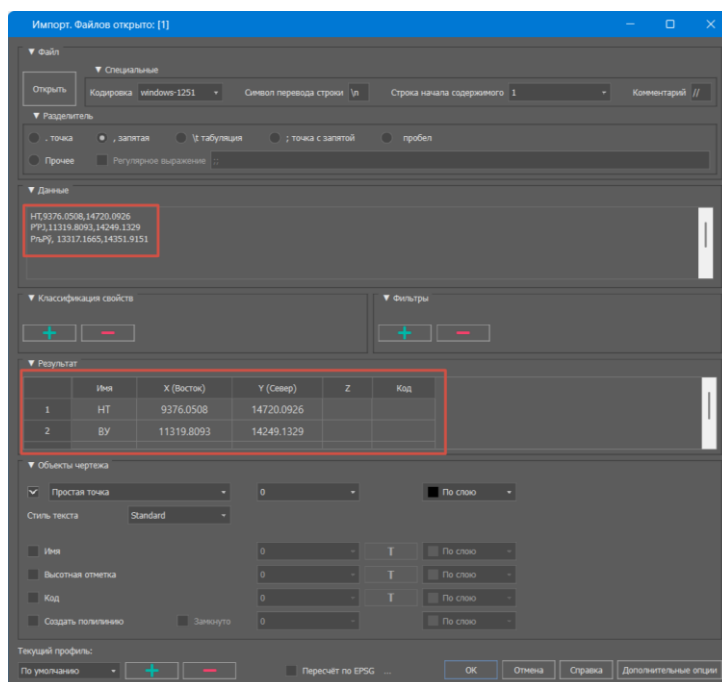 Импорт. Файлов открыто: [1]
▼ Файл
▼ Специальные
Открыть Кодировка windows-1251 Символ перевода строки \n Строка начала содержимого 1 Комментарий //
▼ Разделитель
. точка , запятая \t табуляция ; точка с запятой пробел
Прочее Регулярное выражение ::
▼ Данные
НТ,9376.0508,14720.0926
,11319.8093,14249.1329
, 13317.1665,14351.9151
▼ Классификация свойств ▼ Фильтры
▼ Результат
Имя X (Восток) Y (Север) Z Код
1 НТ 9376.0508 14720.0926
2 ВУ 11319.8093 14249.1329
▼ Объекты чертежа
Простая точка 0 По слою
Стиль текста Standard
Имя 0 T По слою
Высотная отметка 0 T По слою
Код 0 T По слою
Создать полилинию Замкнуто 0 По слою
Текущий профиль:
По умолчанию Пересчёт по EPSG ... ОК Отмена Справка Дополнительные опции